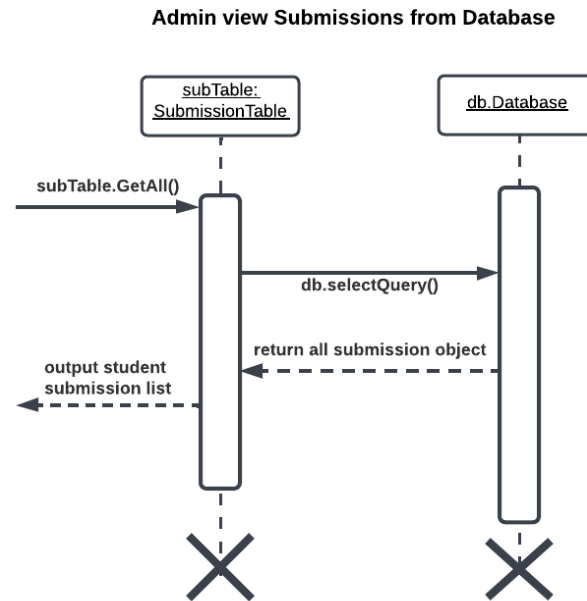 Admin view Submissions from Database
subTable:
SubmissionTable
db.Database
subTable.GetAll()
db.selectQuery()
return all submission object
output student
submission list